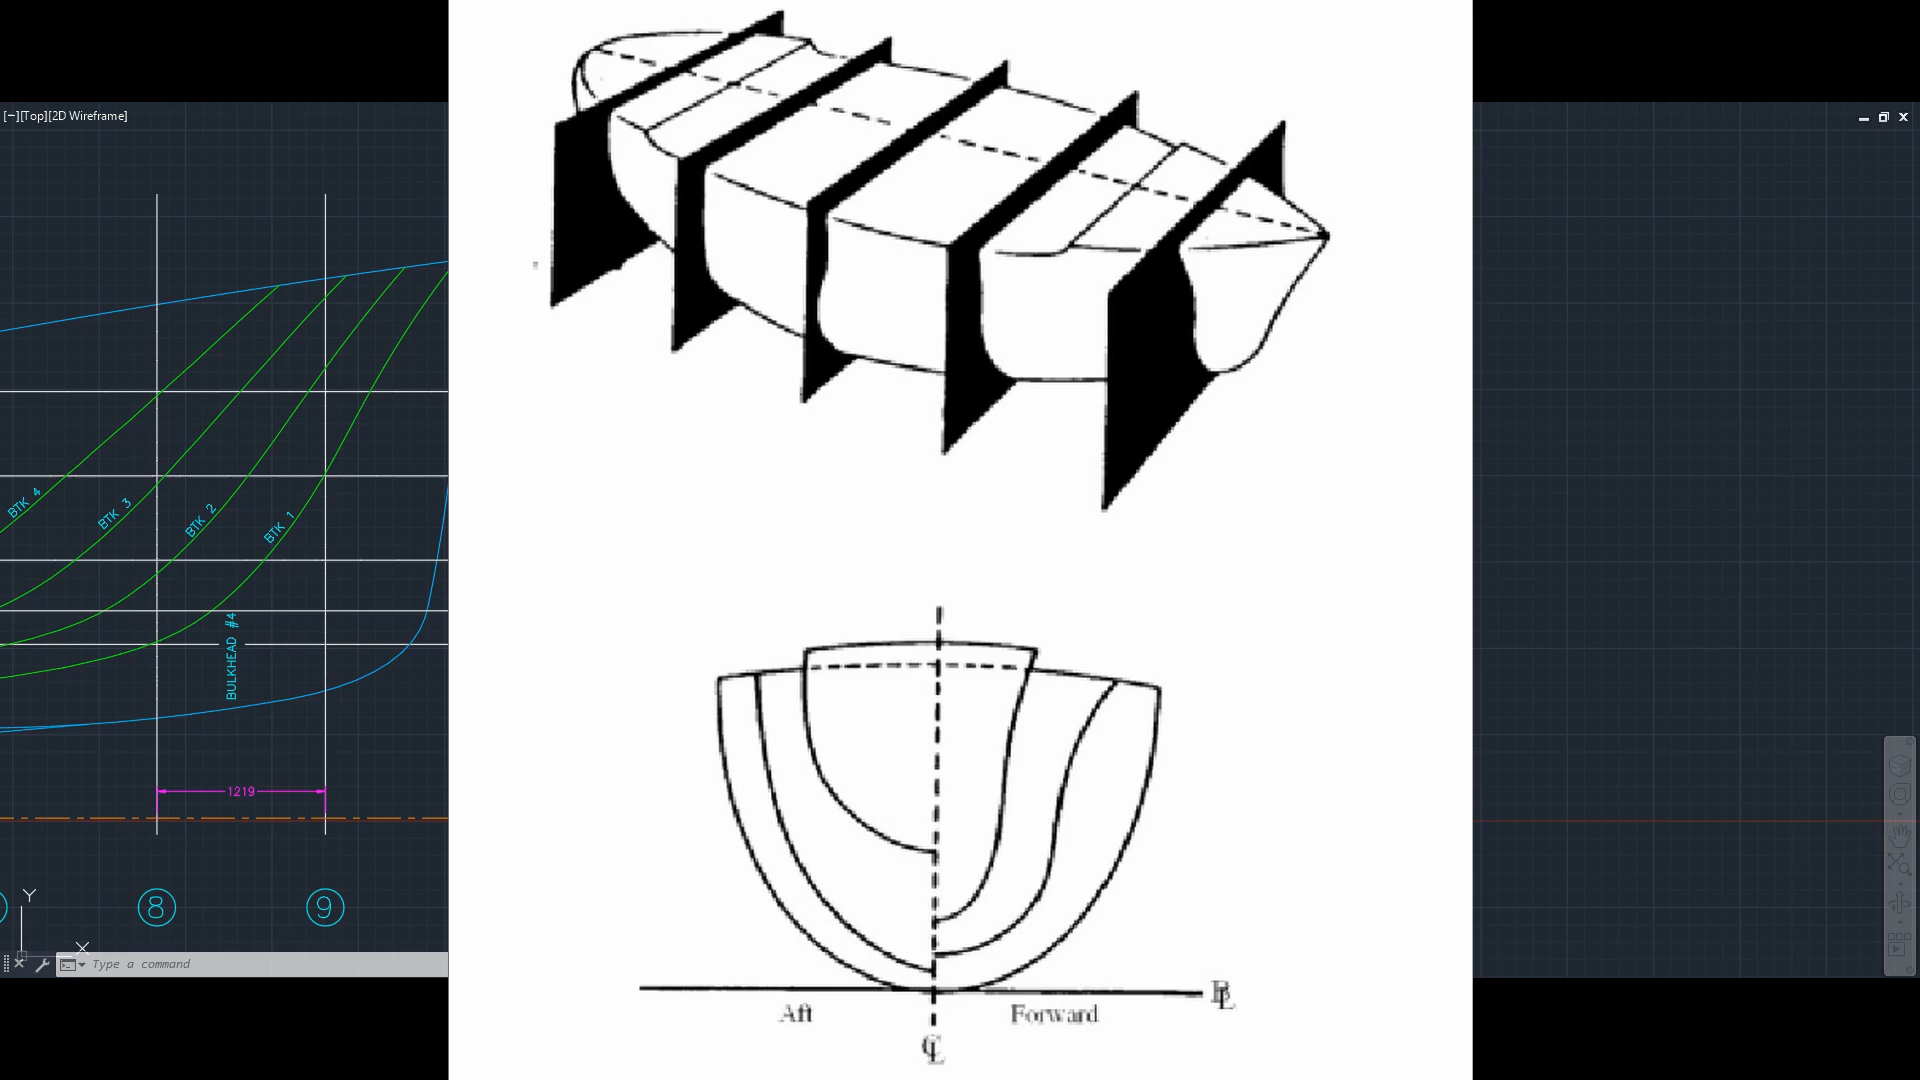 [−][Top][2D Wireframe]
BTK 4
BTK 3
BTK 2
BTK 1
BULKHEAD #4
1219
8
9
Y
X
Type a command
BL
Aft
Forward
CL